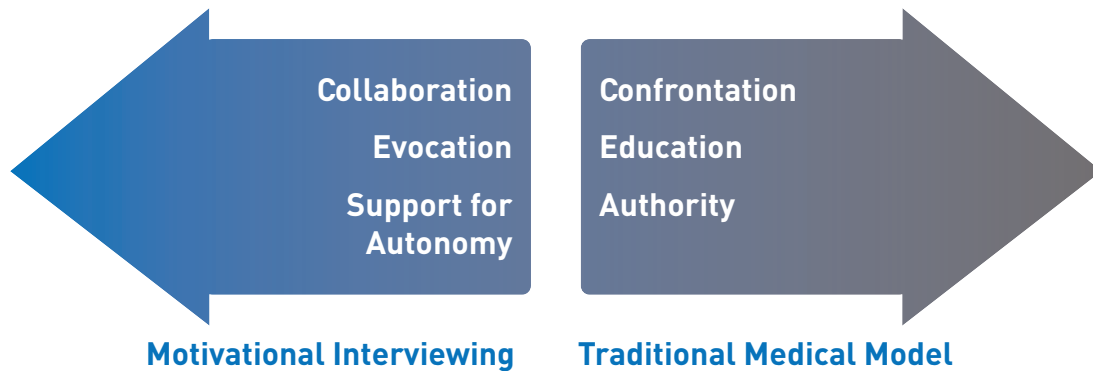 Collaboration
Evocation
Support for
Autonomy
Confrontation
Education
Authority
Motivational Interviewing
Traditional Medical Model